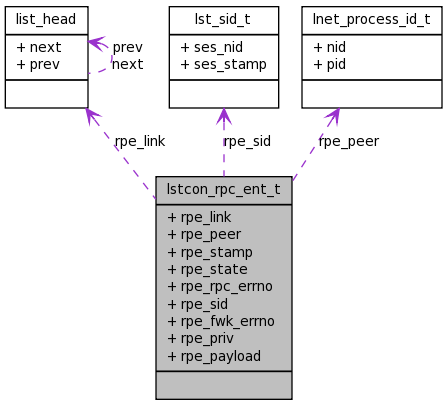 list_head
+ next
+ prev
prev
next
lst_sid_t
+ ses_nid
+ ses_stamp
lnet_process_id_t
+ nid
+ pid
rpe_link
rpe_sid
rpe_peer
lstcon_rpc_ent_t
+ rpe_link
+ rpe_peer
+ rpe_stamp
+ rpe_state
+ rpe_rpc_errno
+ rpe_sid
+ rpe_fwk_errno
+ rpe_priv
+ rpe_payload